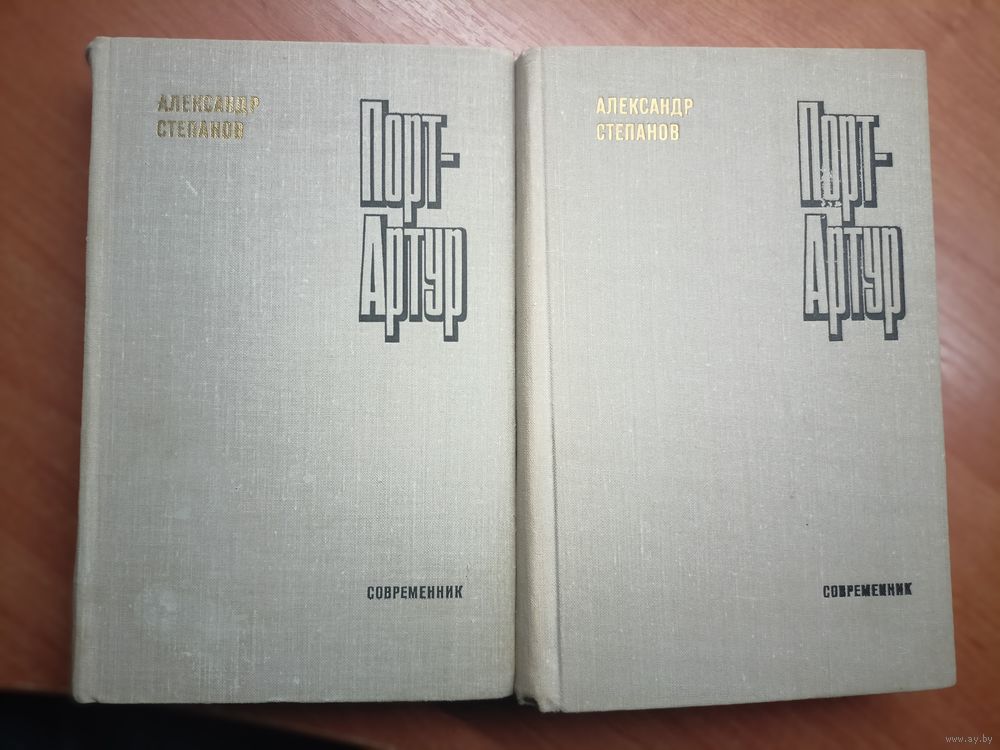 АЛЕКСАНДР
СТЕПАНОВ
Порт-
Артур
СОВРЕМЕННИК
АЛЕКСАНДР
СТЕПАНОВ
Порт-
Артур
СОВРЕМЕННИК
www.ay.by